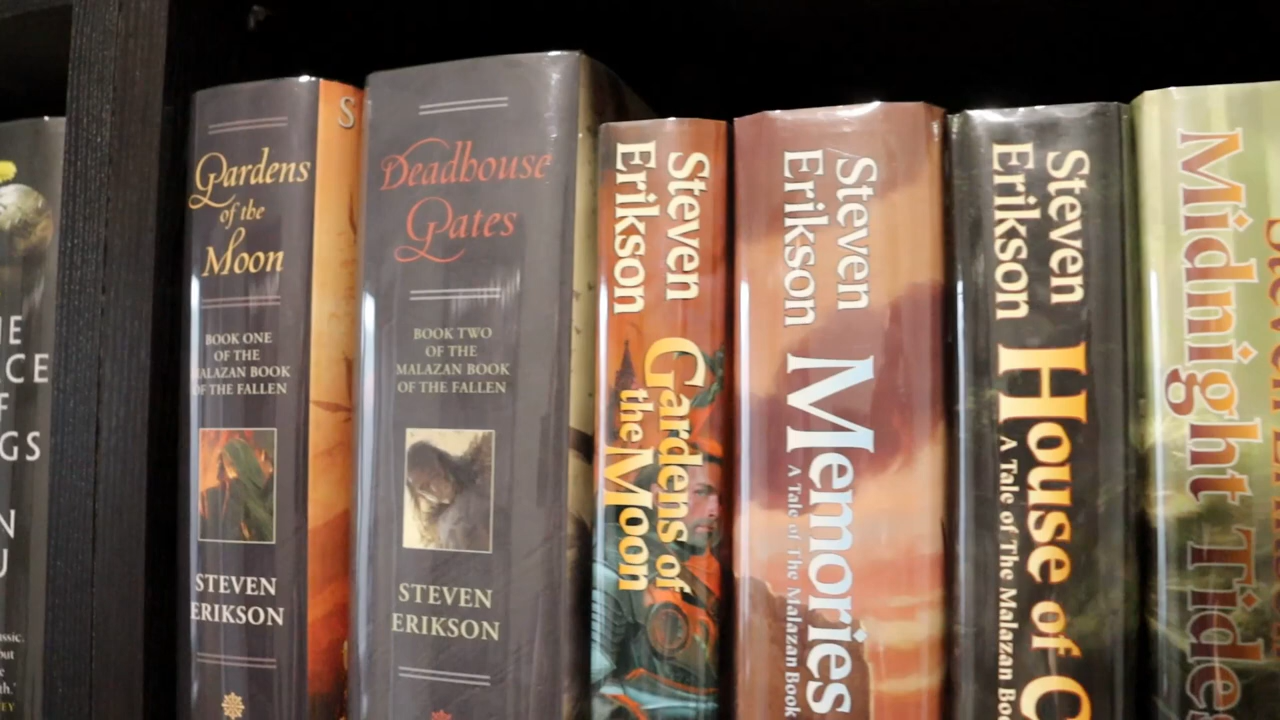 GS
S
Gardens
of the
Moon
BOOK ONE
OF THE
MALAZAN BOOK
OF THE FALLEN
STEVEN
ERIKSON
Deadhouse
Gates
BOOK TWO
OF THE
MALAZAN BOOK
OF THE FALLEN
STEVEN
ERIKSON
Steven
Erikson
Gardens of
the Moon
Steven
Erikson
Memories
A Tale of The Malazan Book
Steven
Erikson
House of C
A Tale of The Malazan Boo
Midnight Tides